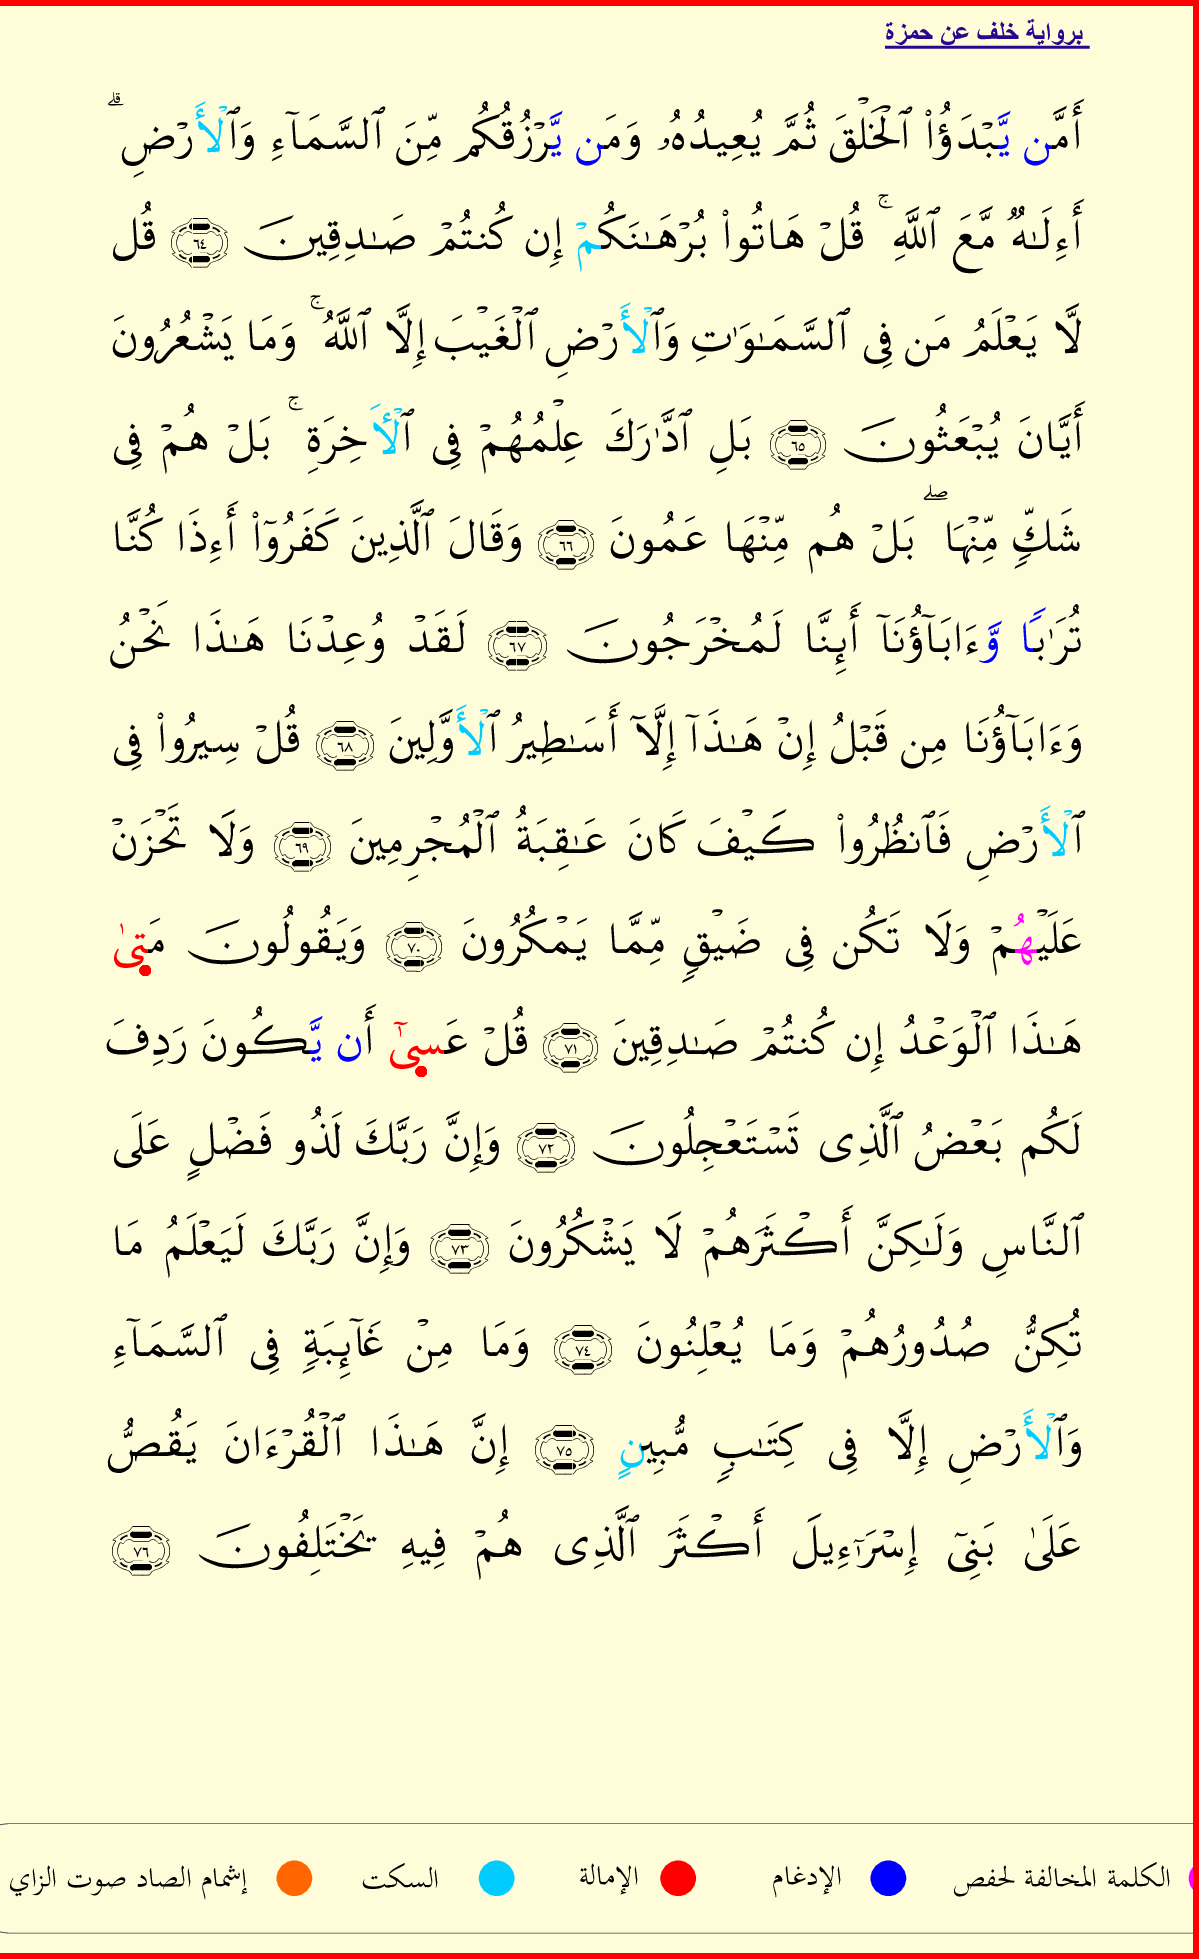 برواية خلف عن حمزة
أَمَّن يَّبْدَؤُا۟ ٱلْخَلْقَ ثُمَّ يُعِيدُهُۥ وَمَن يَّرْزُقُكُم مِّنَ ٱلسَّمَآءِ وَٱلْأَرْضِ ۗ
أَءِلَـٰهٌ مَّعَ ٱللَّهِ ۚ قُلْ هَاتُوا۟ بُرْهَـٰنَكُمْ إِن كُنتُمْ صَـٰدِقِينَ ٦٤ قُل
لَّا يَعْلَمُ مَن فِى ٱلسَّمَـٰوَٰتِ وَٱلْأَرْضِ ٱلْغَيْبَ إِلَّا ٱللَّهُ ۚ وَمَا يَشْعُرُونَ
أَيَّانَ يُبْعَثُونَ ٦٥ بَلِ ٱدَّٰرَكَ عِلْمُهُمْ فِى ٱلْأَخِرَةِ ۚ بَلْ هُمْ فِى
شَكٍّ مِّنْهَا ۖ بَلْ هُم مِّنْهَا عَمُونَ ٦٦ وَقَالَ ٱلَّذِينَ كَفَرُوٓا۟ أَءِذَا كُنَّا
تُرَٰبًا وَّءَابَآؤُنَآ أَئِنَّا لَمُخْرَجُونَ ٦٧ لَقَدْ وُعِدْنَا هَـٰذَا نَحْنُ
وَءَابَآؤُنَا مِن قَبْلُ إِنْ هَـٰذَآ إِلَّآ أَسَـٰطِيرُ ٱلْأَوَّلِينَ ٦٨ قُلْ سِيرُوا۟ فِى
ٱلْأَرْضِ فَٱنظُرُوا۟ كَيْفَ كَانَ عَـٰقِبَةُ ٱلْمُجْرِمِينَ ٦٩ وَلَا تَحْزَنْ
عَلَيْهُمْ وَلَا تَكُن فِى ضَيْقٍ مِّمَّا يَمْكُرُونَ ٧٠ وَيَقُولُونَ مَتىٰ
هَـٰذَا ٱلْوَعْدُ إِن كُنتُمْ صَـٰدِقِينَ ٧١ قُلْ عَسىٰٓ أَن يَّكُونَ رَدِفَ
لَكُم بَعْضُ ٱلَّذِى تَسْتَعْجِلُونَ ٧٢ وَإِنَّ رَبَّكَ لَذُو فَضْلٍ عَلَى
ٱلنَّاسِ وَلَـٰكِنَّ أَكْثَرَهُمْ لَا يَشْكُرُونَ ٧٣ وَإِنَّ رَبَّكَ لَيَعْلَمُ مَا
تُكِنُّ صُدُورُهُمْ وَمَا يُعْلِنُونَ ٧٤ وَمَا مِنْ غَآئِبَةٍ فِى ٱلسَّمَآءِ
وَٱلْأَرْضِ إِلَّا فِى كِتَـٰبٍ مُّبِينٍ ٧٥ إِنَّ هَـٰذَا ٱلْقُرْءَانَ يَقُصُّ
عَلَىٰ بَنِىٓ إِسْرَٰٓءِيلَ أَكْثَرَ ٱلَّذِى هُمْ فِيهِ يَخْتَلِفُونَ ٧٦
الكلمة المخالفة لحفص الإدغام الإمالة السكت إشمام الصاد صوت الزاي